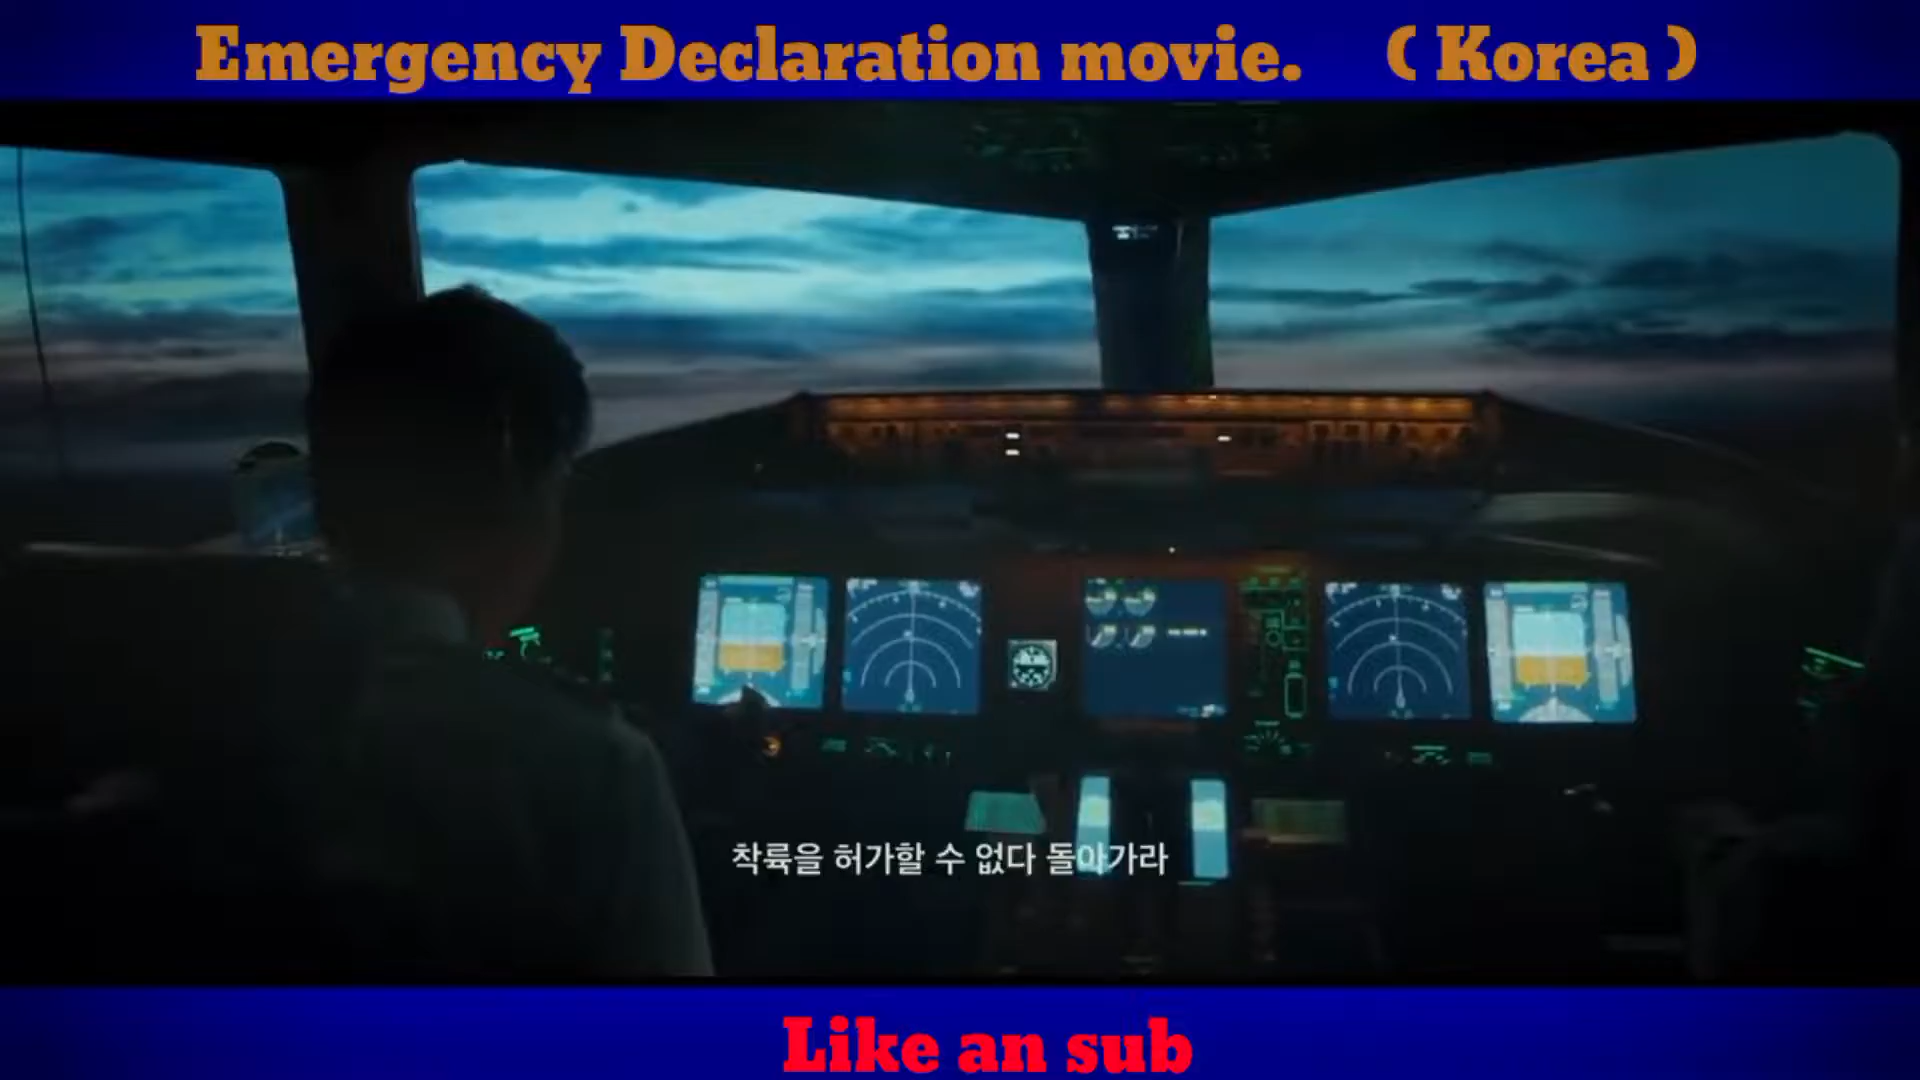 Emergency Declaration movie. ( Korea )
착륙을 허가할 수 없다 돌아가라
Like an sub